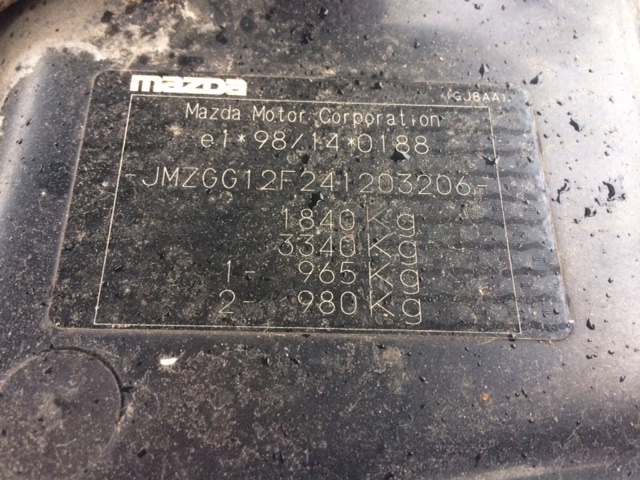 mazda
(GJ8AA)
Mazda Motor Corporation
e1*98/14*0188
-JMZGG12F241203206-
1840 Kg
3340 Kg
1- 965 Kg
2- 980 Kg